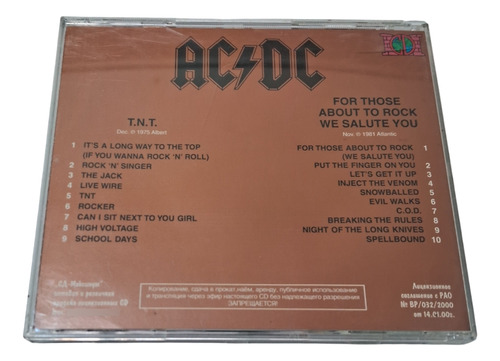 AC/DC
T.N.T.
Dec. ℗ 1975 Albert
1 IT'S A LONG WAY TO THE TOP
(IF YOU WANNA ROCK 'N' ROLL)
2 ROCK 'N' SINGER
3 THE JACK
4 LIVE WIRE
5 TNT
6 ROCKER
7 CAN I SIT NEXT TO YOU GIRL
8 HIGH VOLTAGE
9 SCHOOL DAYS
FOR THOSE
ABOUT TO ROCK
WE SALUTE YOU
Nov. ℗ 1981 Atlantic
FOR THOSE ABOUT TO ROCK 1
(WE SALUTE YOU)
PUT THE FINGER ON YOU 2
LET'S GET IT UP 3
INJECT THE VENOM 4
SNOWBALLED 5
EVIL WALKS 6
C.O.D. 7
BREAKING THE RULES 8
NIGHT OF THE LONG KNIVES 9
SPELLBOUND 10
CD
Копирование, сдача в прокат найм, аренду, публичное использование
и трансляция через эфир настоящего CD без надлежащего разрешения
ЗАПРЕЩАЕТСЯ!
Лицензионное
соглашение с РАО
№ ВР/032/2000
от 14.01.00г.